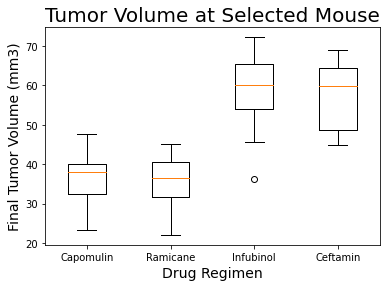 Tumor Volume at Selected Mouse
Final Tumor Volume (mm3)
70
60
50
40
30
20
Capomulin Ramicane Infubinol Ceftamin
Drug Regimen